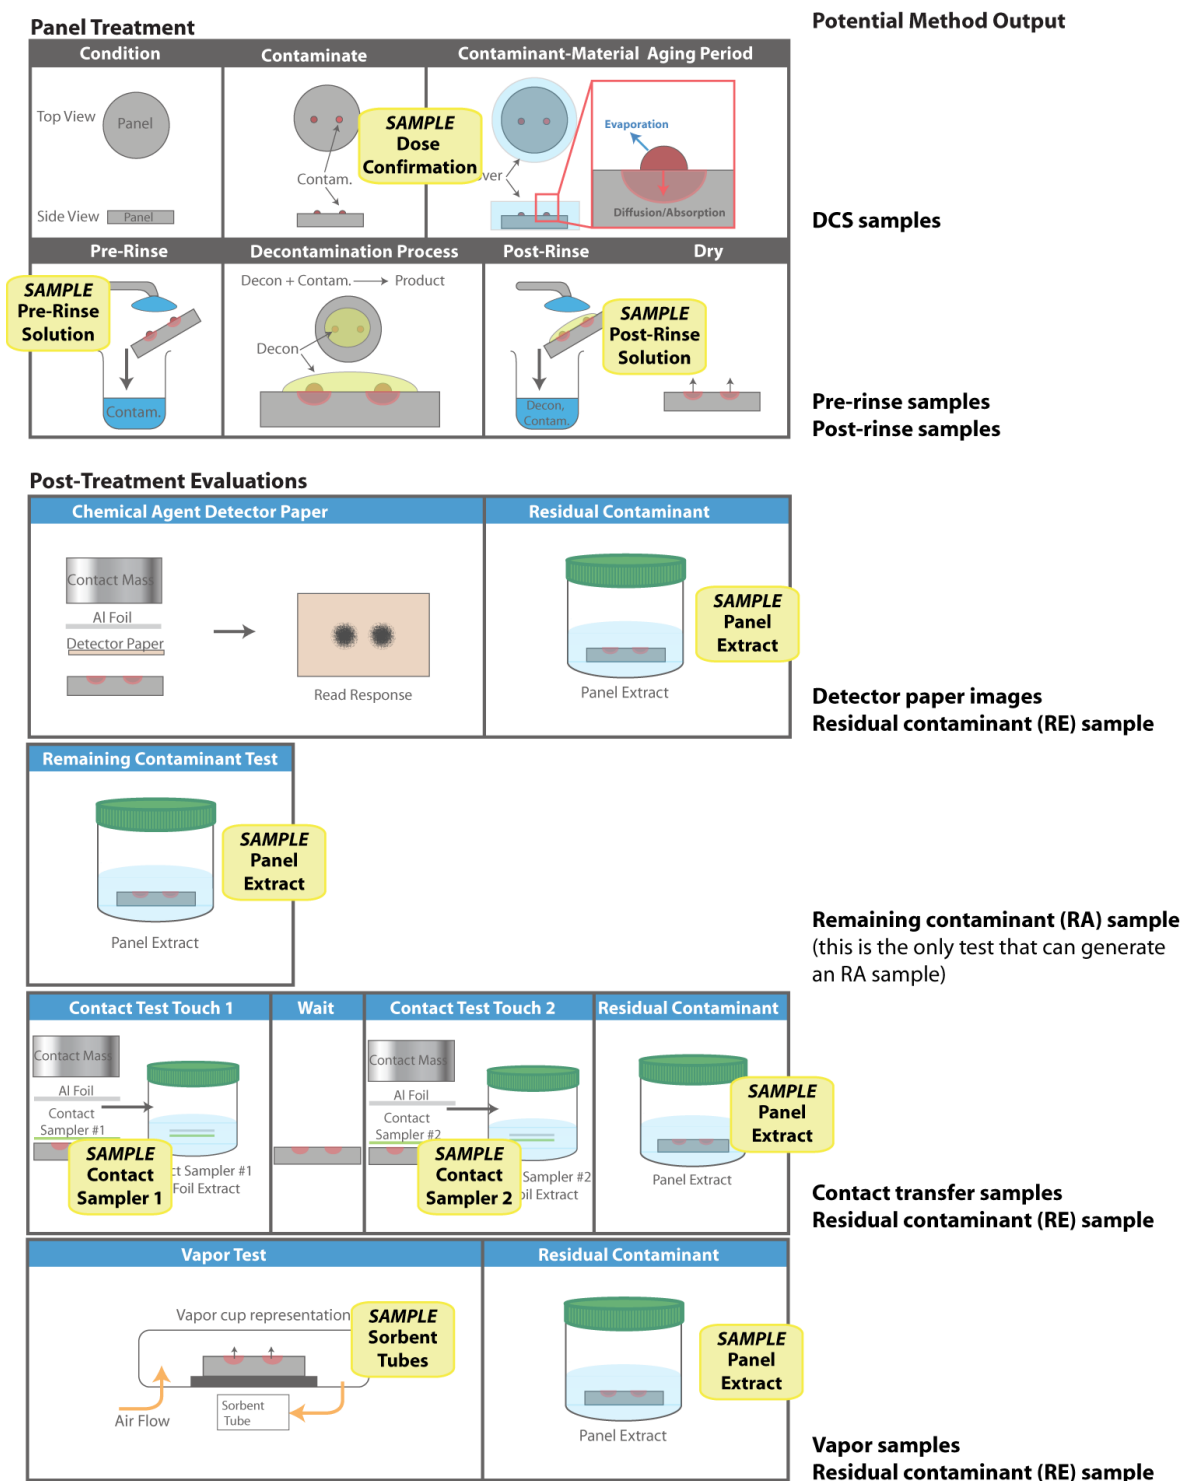 Panel Treatment
Potential Method Output
Condition
Contaminate
Contaminant-Material Aging Period
Top View
Panel
Side View
Panel
Contam.
SAMPLE
Dose
Confirmation
Evaporation
Diffusion/Absorption
DCS samples
Pre-Rinse
Decontamination Process
Post-Rinse
Dry
SAMPLE
Pre-Rinse
Solution
Contam.
Decon + Contam. Product
Decon
SAMPLE
Post-Rinse
Solution
Decon,
Contam.
Pre-rinse samples
Post-rinse samples
Post-Treatment Evaluations
Chemical Agent Detector Paper
Residual Contaminant
Contact Mass
Al Foil
Detector Paper
Read Response
SAMPLE
Panel
Extract
Panel Extract
Detector paper images
Residual contaminant (RE) sample
Remaining Contaminant Test
SAMPLE
Panel
Extract
Panel Extract
Remaining contaminant (RA) sample
(this is the only test that can generate
an RA sample)
Contact Test Touch 1
Wait
Contact Test Touch 2
Residual Contaminant
Contact Mass
Al Foil
Contact
Sampler #1
SAMPLE
Contact
Sampler 1
Sampler #1
Foil Extract
Contact Mass
Al Foil
Contact
Sampler #2
SAMPLE
Contact
Sampler 2
Sampler #2
Extract
SAMPLE
Panel
Extract
Panel Extract
Contact transfer samples
Residual contaminant (RE) sample
Vapor Test
Residual Contaminant
Vapor cup representation
SAMPLE
Sorbent
Tubes
Sorbent
Tube
Air Flow
SAMPLE
Panel
Extract
Panel Extract
Vapor samples
Residual contaminant (RE) sample